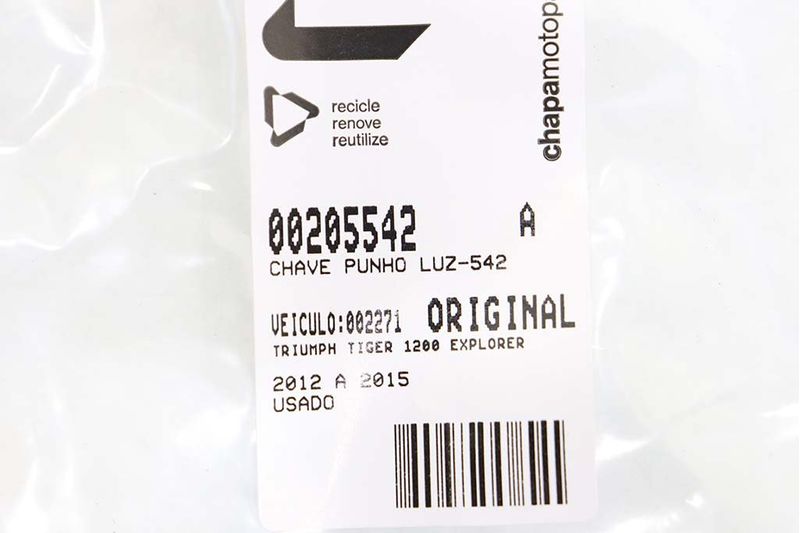 recicle
renove
reutilize
chapamotop
00205542 A
CHAVE PUNHO LUZ-542
VEICULO:002271 ORIGINAL
TRIUMPH TIGER 1200 EXPLORER
2012 A 2015
USADO